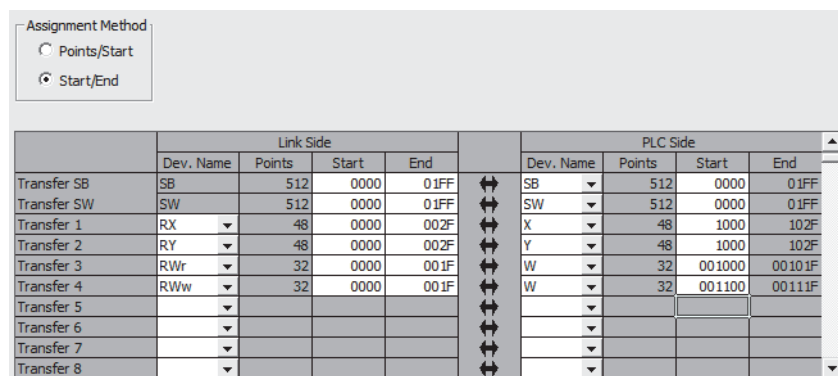 Assignment Method
Points/Start
Start/End
Link Side PLC Side
Dev. Name Points Start End Dev. Name Points Start End
Transfer SB SB 512 0000 01FF SB 512 0000 01FF
Transfer SW SW 512 0000 01FF SW 512 0000 01FF
Transfer 1 RX 48 0000 002F X 48 1000 102F
Transfer 2 RY 48 0000 002F Y 48 1000 102F
Transfer 3 RWr 32 0000 001F W 32 001000 00101F
Transfer 4 RWw 32 0000 001F W 32 001100 00111F
Transfer 5
Transfer 6
Transfer 7
Transfer 8